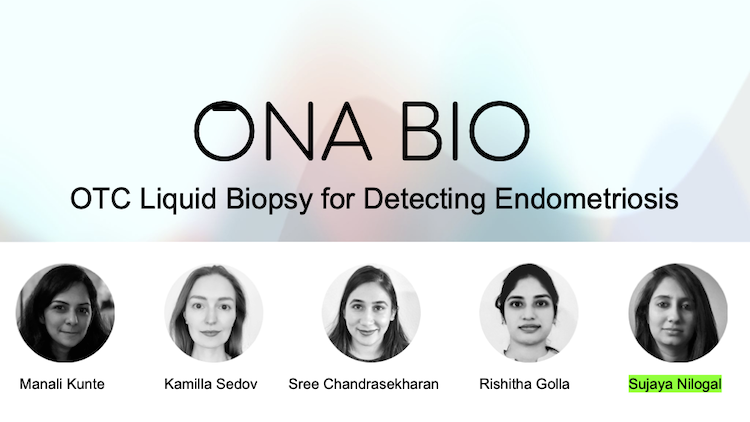 ONA BIO
OTC Liquid Biopsy for Detecting Endometriosis
Manali Kunte
Kamilla Sedov
Sree Chandrasekharan
Rishitha Golla
Sujaya Nilogal